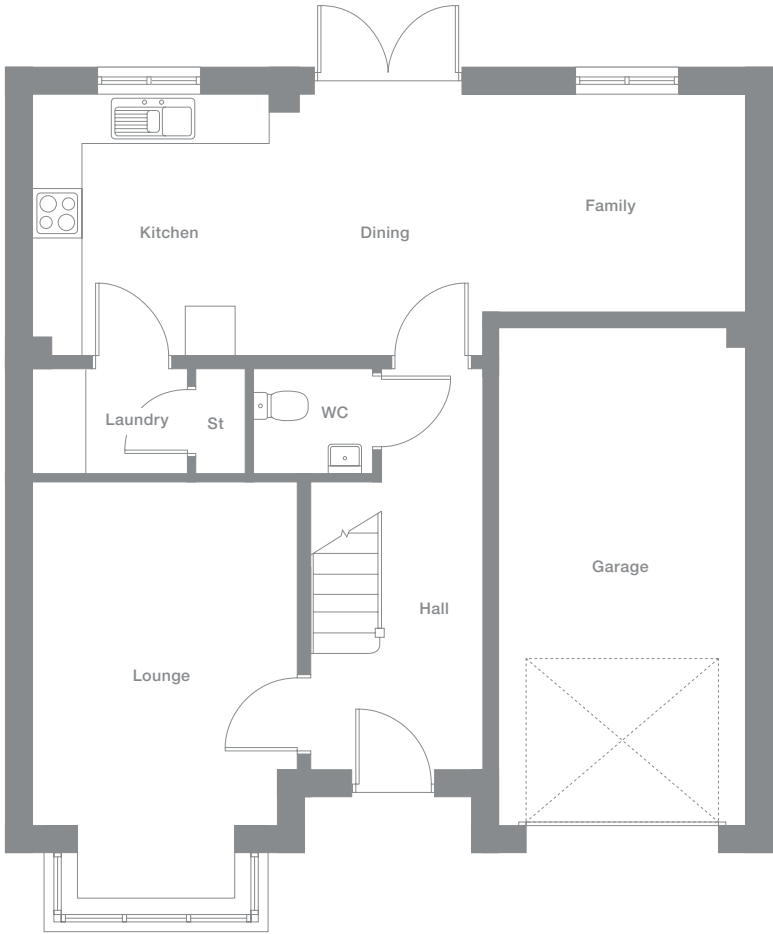 Family
Kitchen
Dining
Laundry
St
WC
Garage
Hall
Lounge